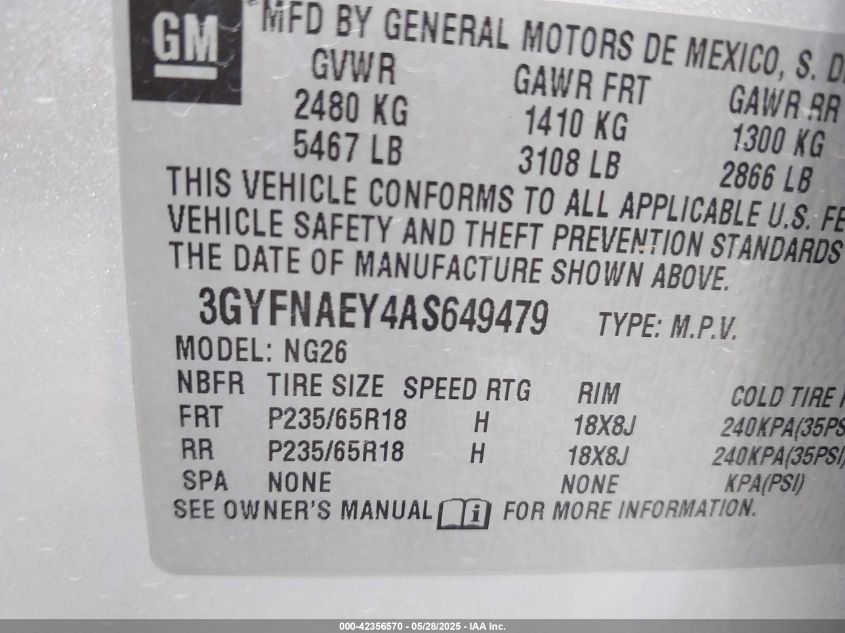 GM
MFD BY GENERAL MOTORS DE MEXICO, S.
GVWR GAWR FRT GAWR RR
2480 KG 1410 KG 1300 KG
5467 LB 3108 LB 2866 LB
THIS VEHICLE CONFORMS TO ALL APPLICABLE U.S.
VEHICLE SAFETY AND THEFT PREVENTION STANDARDS
THE DATE OF MANUFACTURE SHOWN ABOVE.
3GYFNAEY4AS649479 TYPE: M.P.V.
MODEL: NG26
NBFR TIRE SIZE SPEED RTG RIM COLD TIRE
FRT P235/65R18 H 18X8J 240KPA(35PS
RR P235/65R18 H 18X8J 240KPA(35PSI)
SPA NONE NONE KPA(PSI)
SEE OWNER'S MANUAL i FOR MORE INFORMATION.
000-42356570 - 05/28/2025 - IAA Inc.